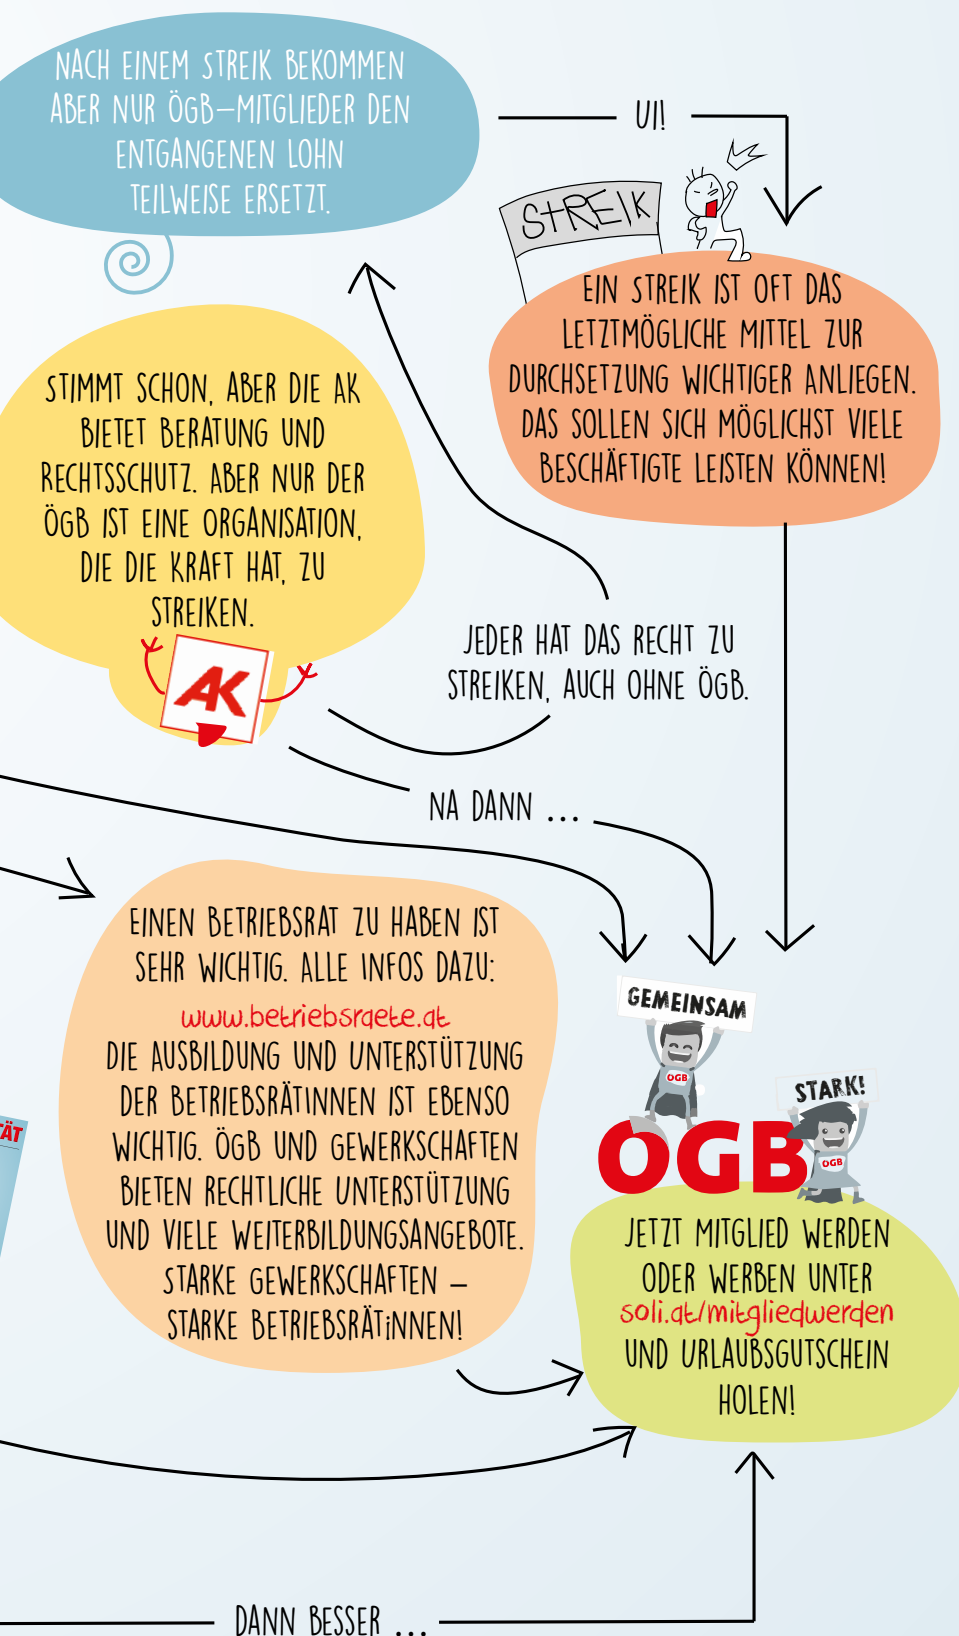 NACH EINEM STREIK BEKOMMEN
ABER NUR ÖGB–MITGLIEDER DEN
ENTGANGENEN LOHN
TEILWEISE ERSETZT.
UI!
STREIK
EIN STREIK IST OFT DAS
LETZTMÖGLICHE MITTEL ZUR
DURCHSETZUNG WICHTIGER ANLIEGEN.
DAS SOLLEN SICH MÖGLICHST VIELE
BESCHÄFTIGTE LEISTEN KÖNNEN!
STIMMT SCHON, ABER DIE AK
BIETET BERATUNG UND
RECHTSSCHUTZ. ABER NUR DER
ÖGB IST EINE ORGANISATION,
DIE DIE KRAFT HAT, ZU
STREIKEN.
AK
JEDER HAT DAS RECHT ZU
STREIKEN, AUCH OHNE ÖGB.
NA DANN ...
EINEN BETRIEBSRAT ZU HABEN IST
SEHR WICHTIG. ALLE INFOS DAZU:
www.betriebsraete.at
DIE AUSBILDUNG UND UNTERSTÜTZUNG
DER BETRIEBSRÄTINNEN IST EBENSO
WICHTIG. ÖGB UND GEWERKSCHAFTEN
BIETEN RECHTLICHE UNTERSTÜTZUNG
UND VIELE WEITERBILDUNGSANGEBOTE.
STARKE GEWERKSCHAFTEN –
STARKE BETRIEBSRÄTiNNEN!
TÄT
GEMEINSAM
OGB
STARK!
OGB
OGB
JETZT MITGLIED WERDEN
ODER WERBEN UNTER
soli.at/mitgliedwerden
UND URLAUBSGUTSCHEIN
HOLEN!
DANN BESSER ...